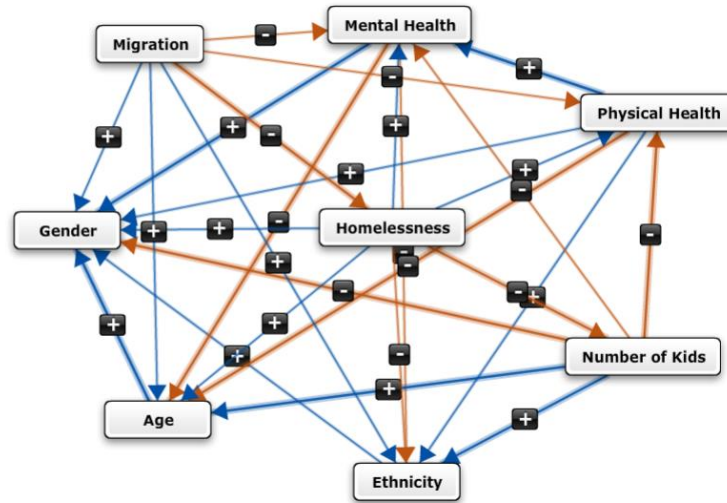 Mental Health
Migration
Physical Health
Gender
Homelessness
Number of Kids
Age
Ethnicity